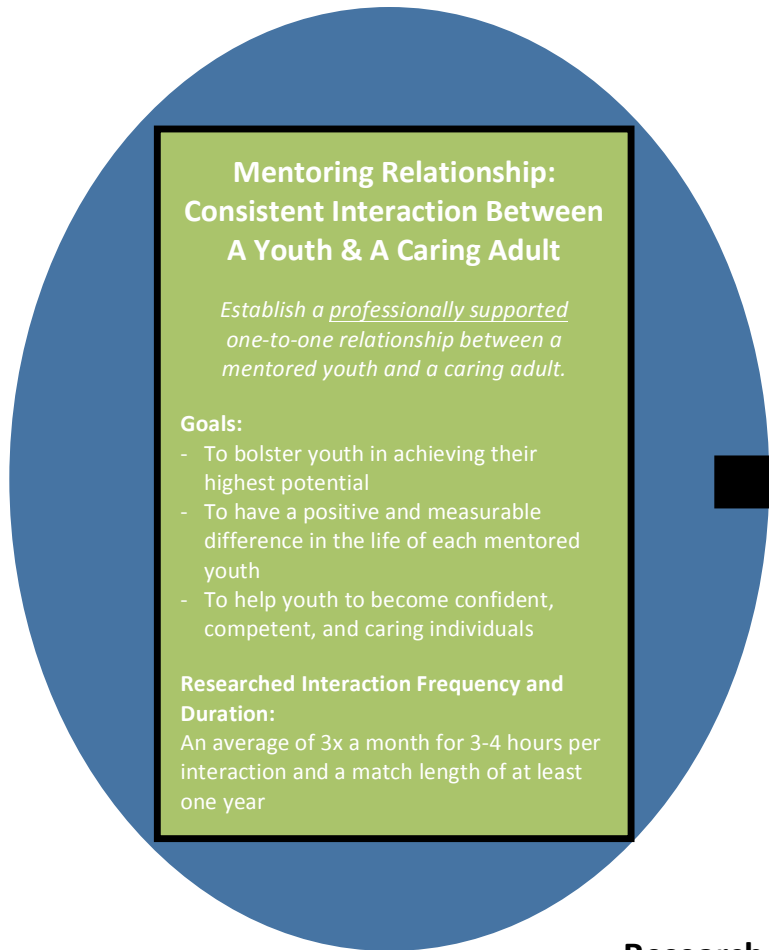 Mentoring Relationship:
Consistent Interaction Between
A Youth & A Caring Adult
Establish a professionally supported
one-to-one relationship between a
mentored youth and a caring adult.
Goals:
- To bolster youth in achieving their
highest potential
- To have a positive and measurable
difference in the life of each mentored
youth
- To help youth to become confident,
competent, and caring individuals
Researched Interaction Frequency and
Duration:
An average of 3x a month for 3-4 hours per
interaction and a match length of at least
one year